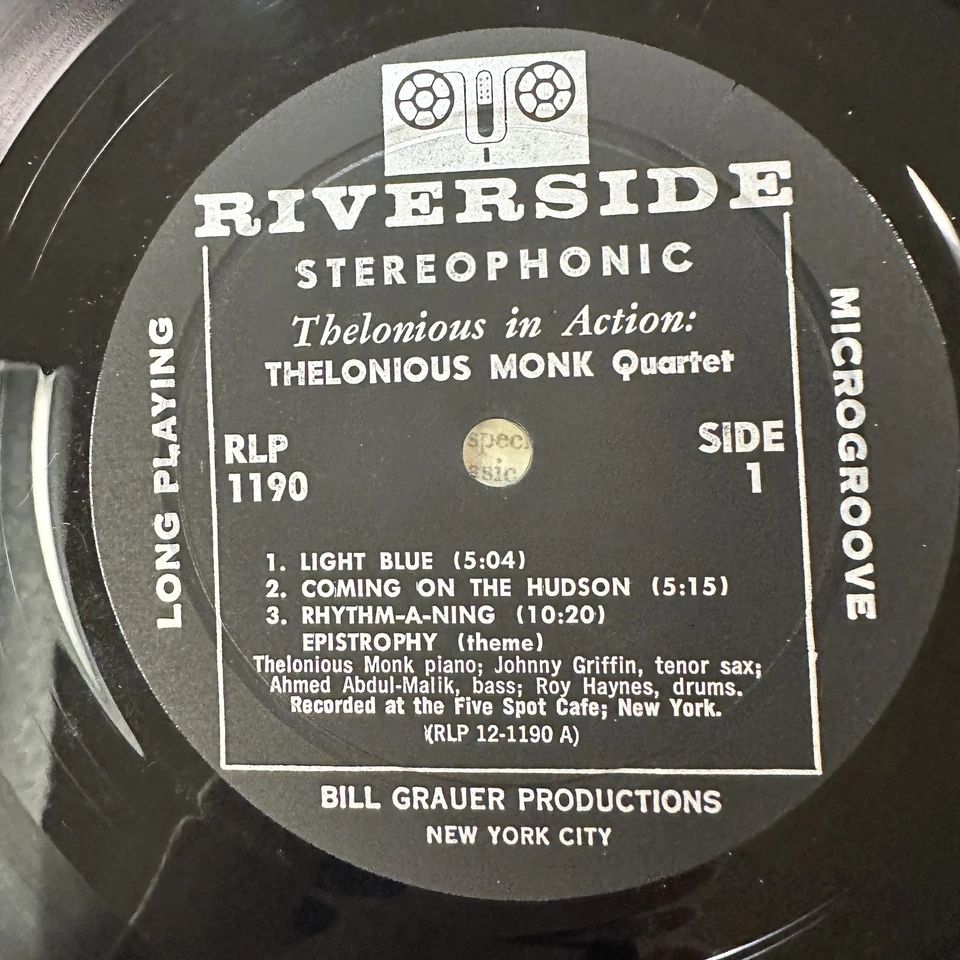 RIVERSIDE
STEREOPHONIC
Thelonious in Action:
THELONIOUS MONK Quartet
LONG PLAYING
MICROGROOVE
RLP
1190
SIDE
1
spec
asic
1. LIGHT BLUE (5:04)
2. COMING ON THE HUDSON (5:15)
3. RHYTHM-A-NING (10:20)
EPISTROPHY (theme)
Thelonious Monk piano; Johnny Griffin, tenor sax;
Ahmed Abdul-Malik, bass; Roy Haynes, drums.
Recorded at the Five Spot Cafe; New York.
(RLP 12-1190 A)
BILL GRAUER PRODUCTIONS
NEW YORK CITY